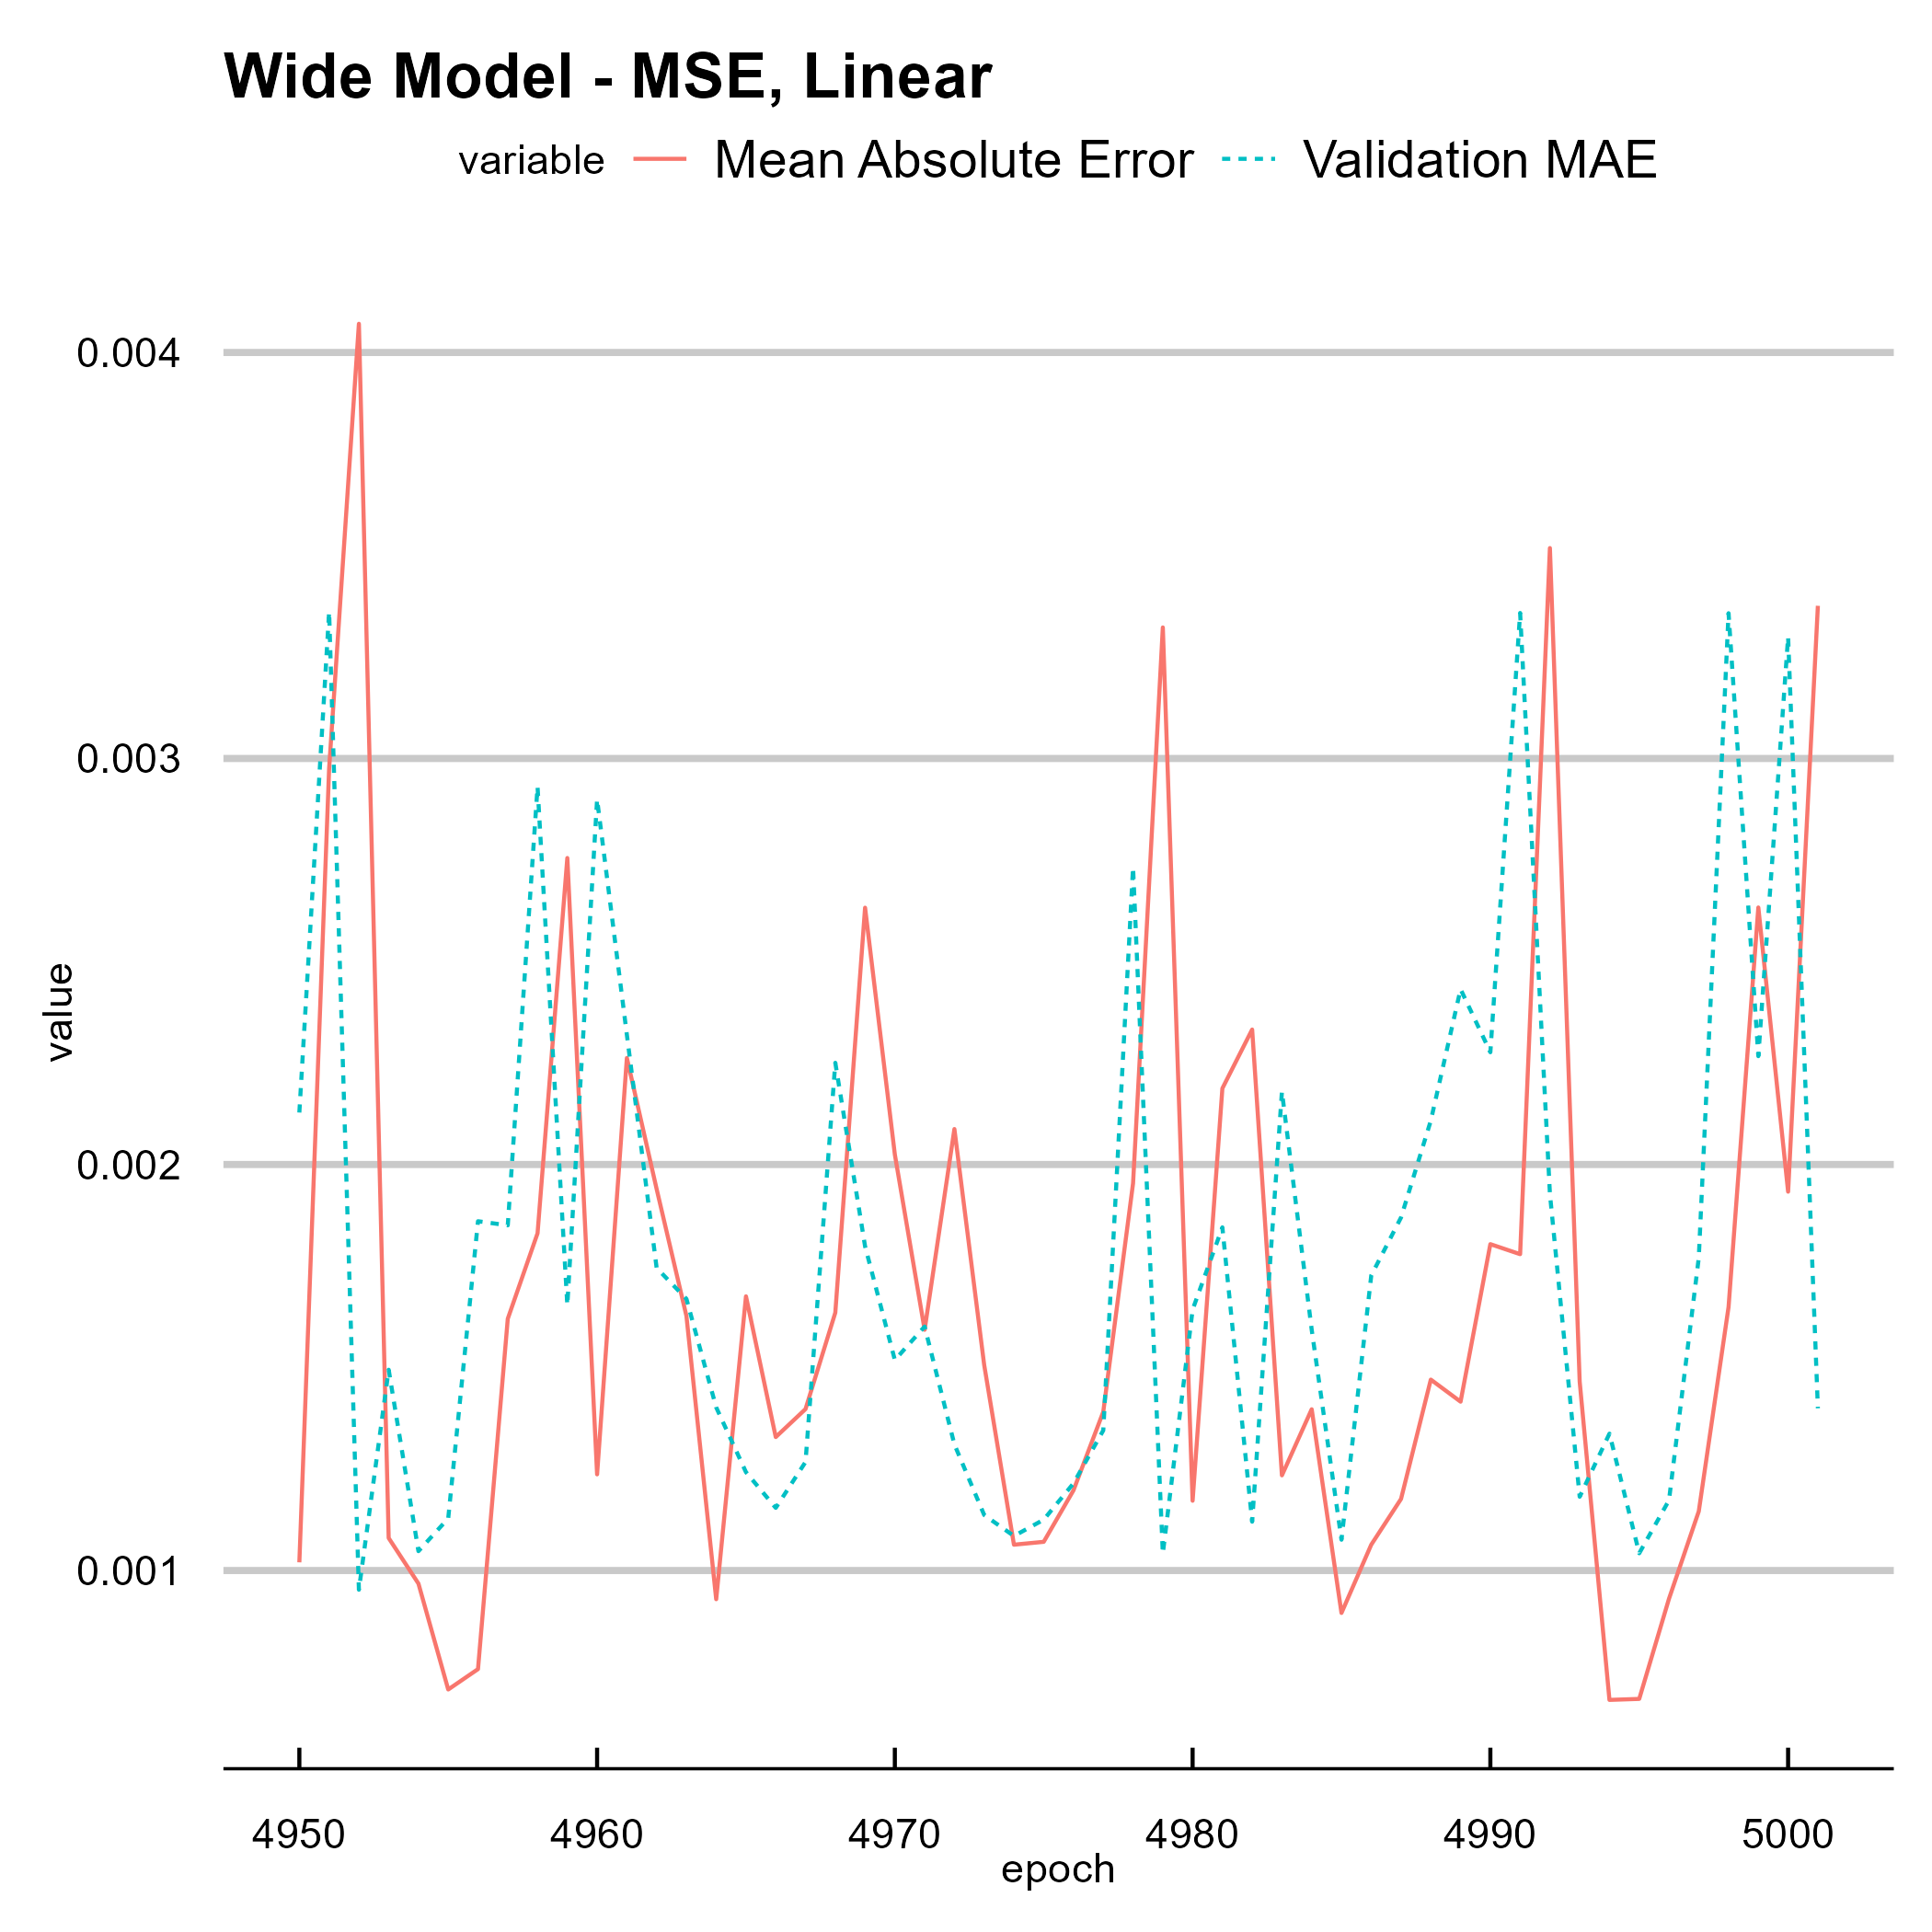 Wide Model - MSE, Linear
variable Mean Absolute Error Validation MAE
0.004
0.003
0.002
0.001
value
4950 4960 4970 4980 4990 5000
epoch